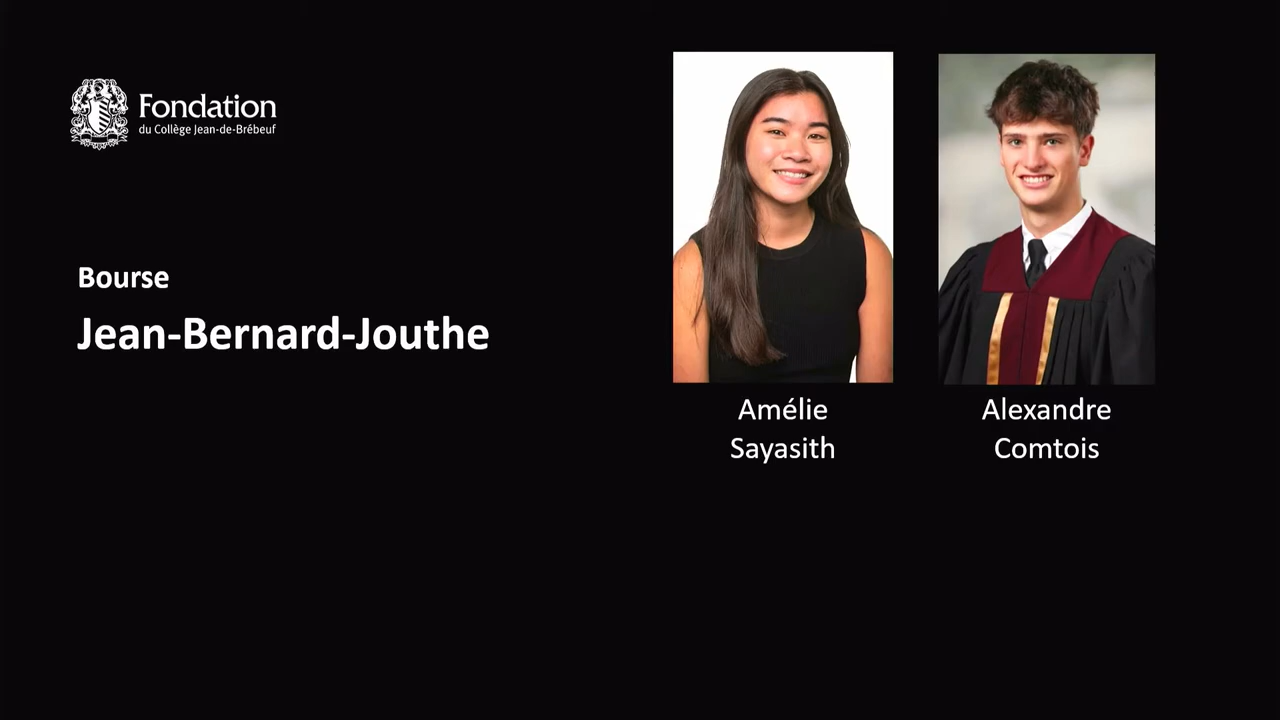 Fondation
du Collège Jean-de-Brébeuf
Bourse
Jean-Bernard-Jouthe
Amélie
Sayasith
Alexandre
Comtois